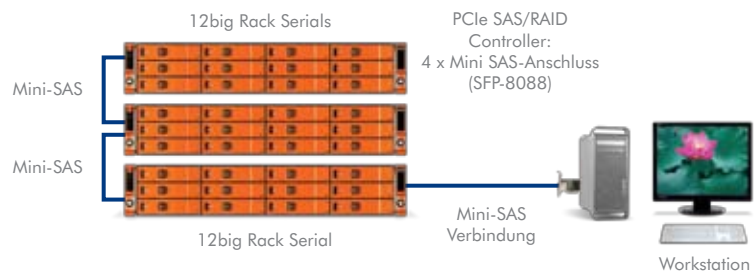 12big Rack Serials
PCIe SAS/RAID
Controller:
4 x Mini SAS-Anschluss
(SFP-8088)
Mini-SAS
Mini-SAS
Mini-SAS
Verbindung
12big Rack Serial
Workstation